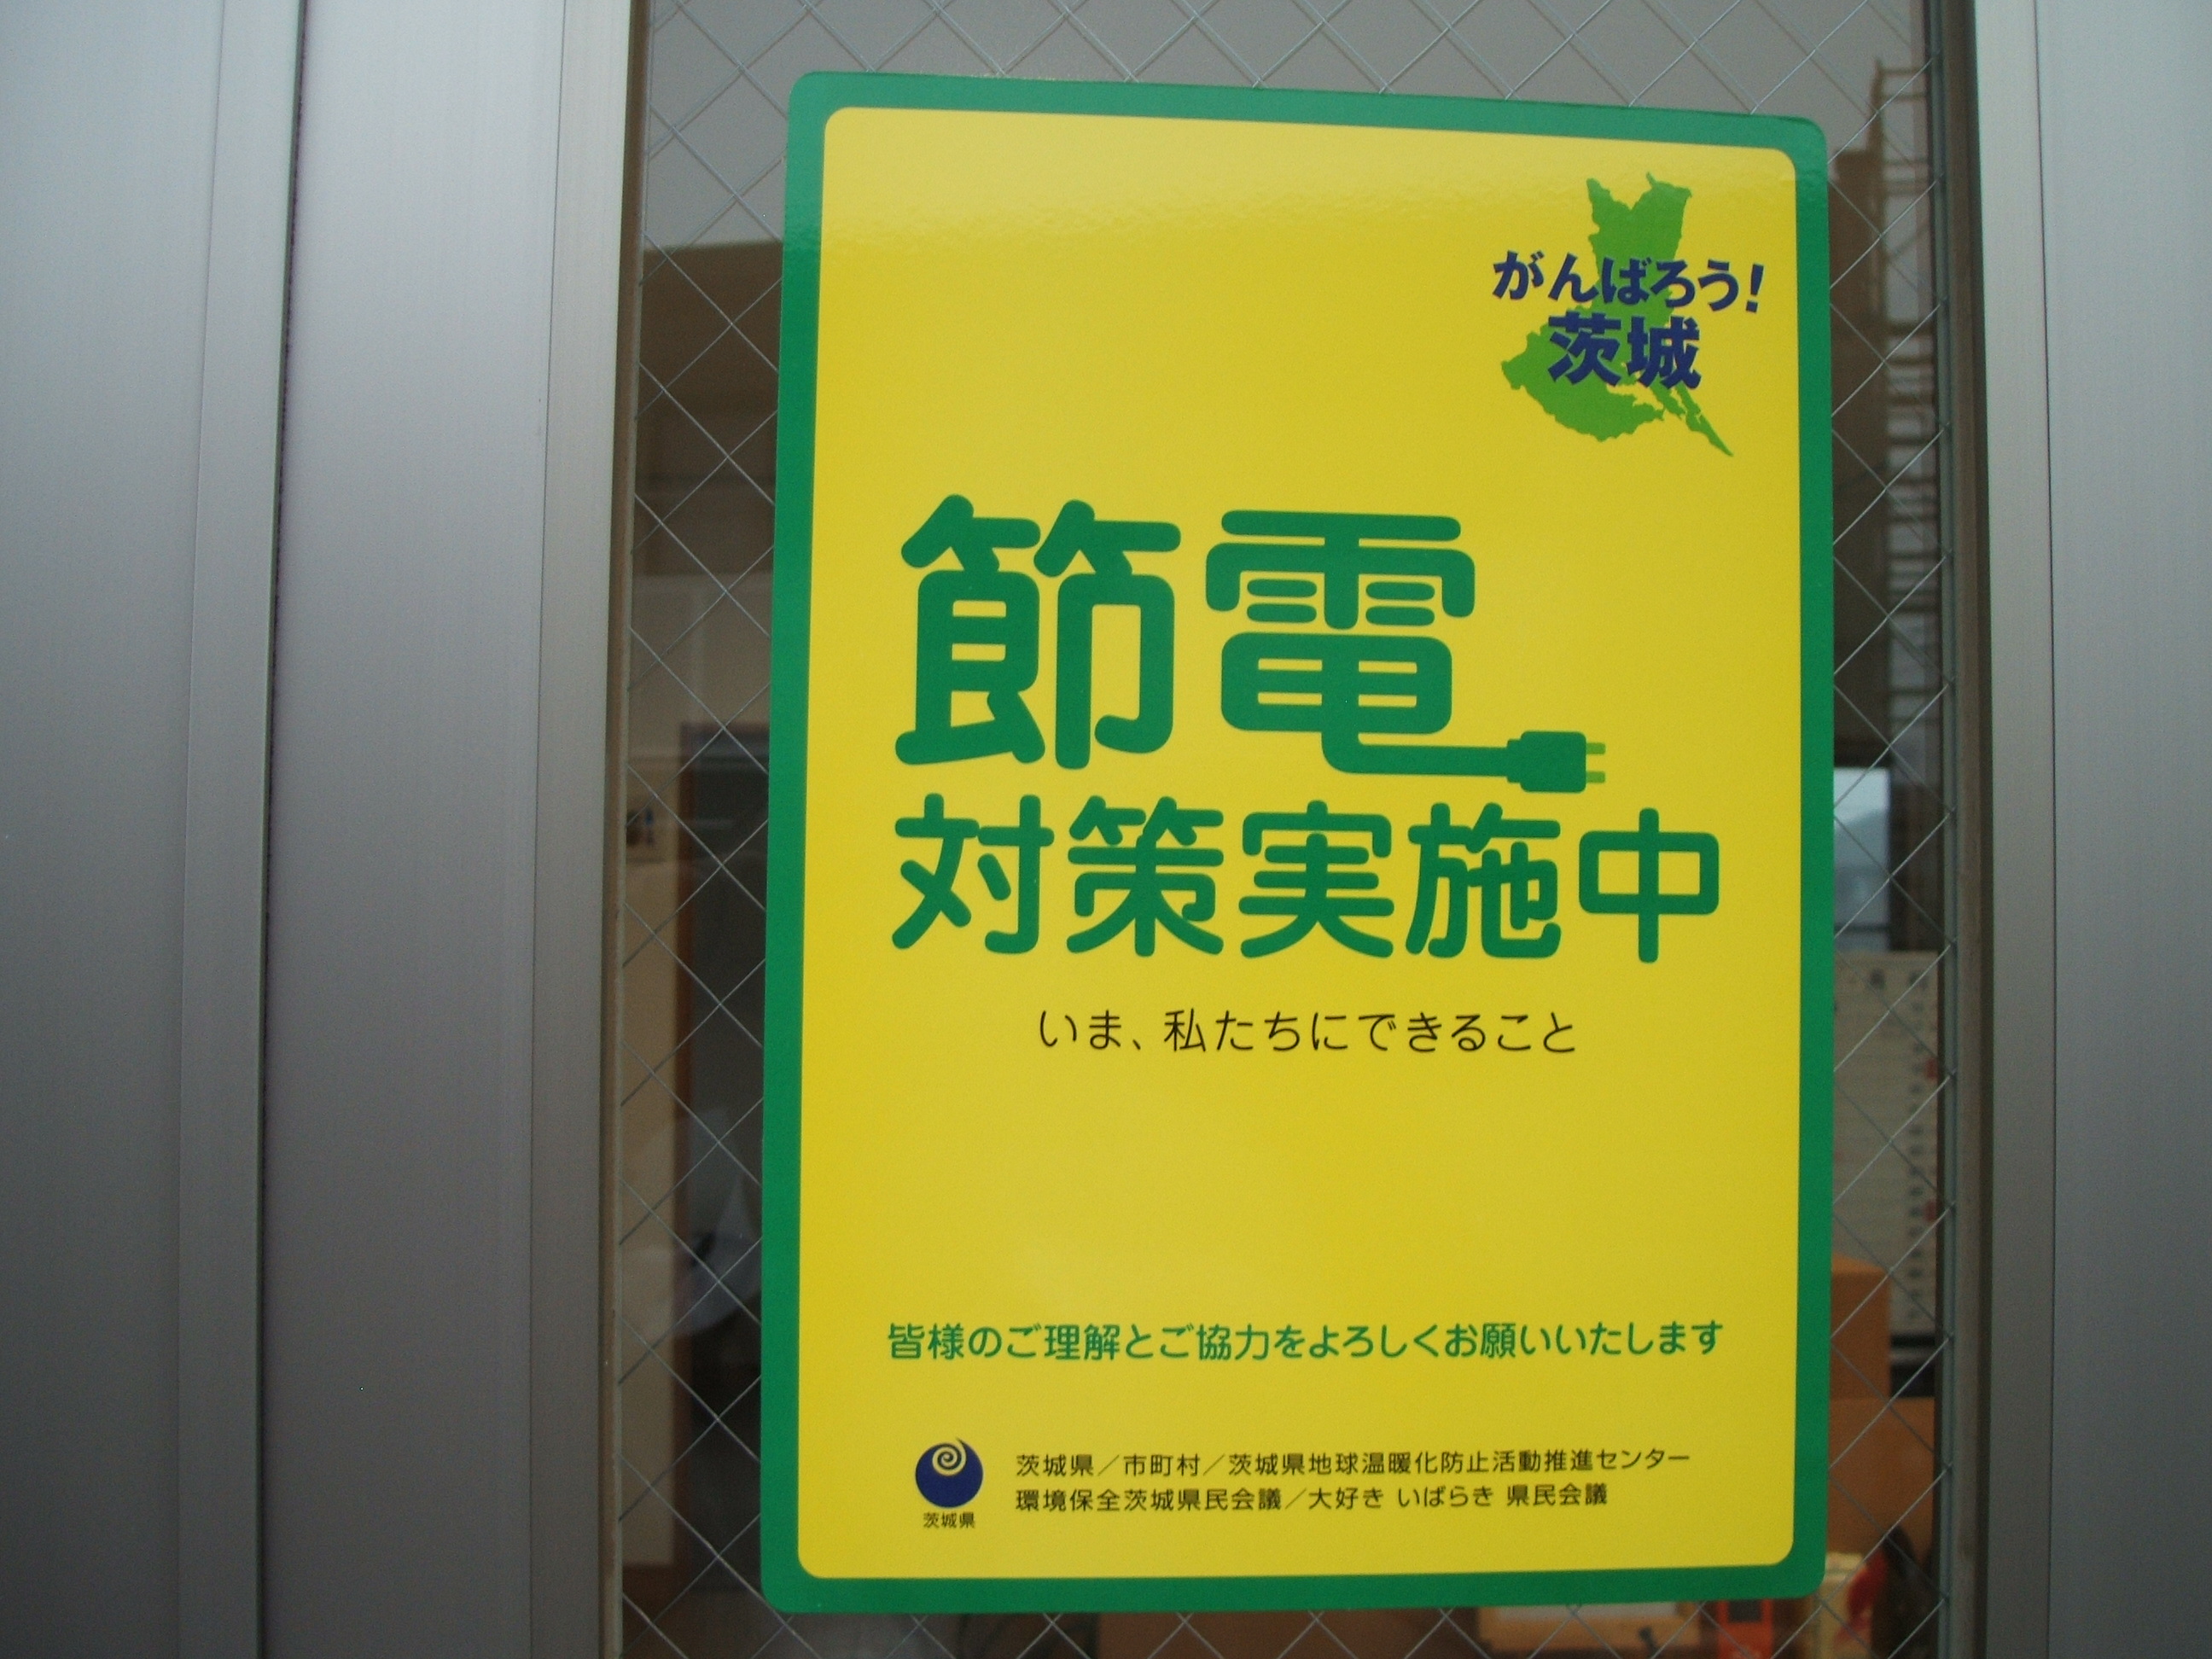 がんばろう!
茨城
節電
対策実施中
いま、私たちにできること
皆様のご理解とご協力をよろしくお願いいたします
茨城県／市町村／茨城県地球温暖化防止活動推進センター
環境保全茨城県民会議／大好き いばらき 県民会議
茨城県